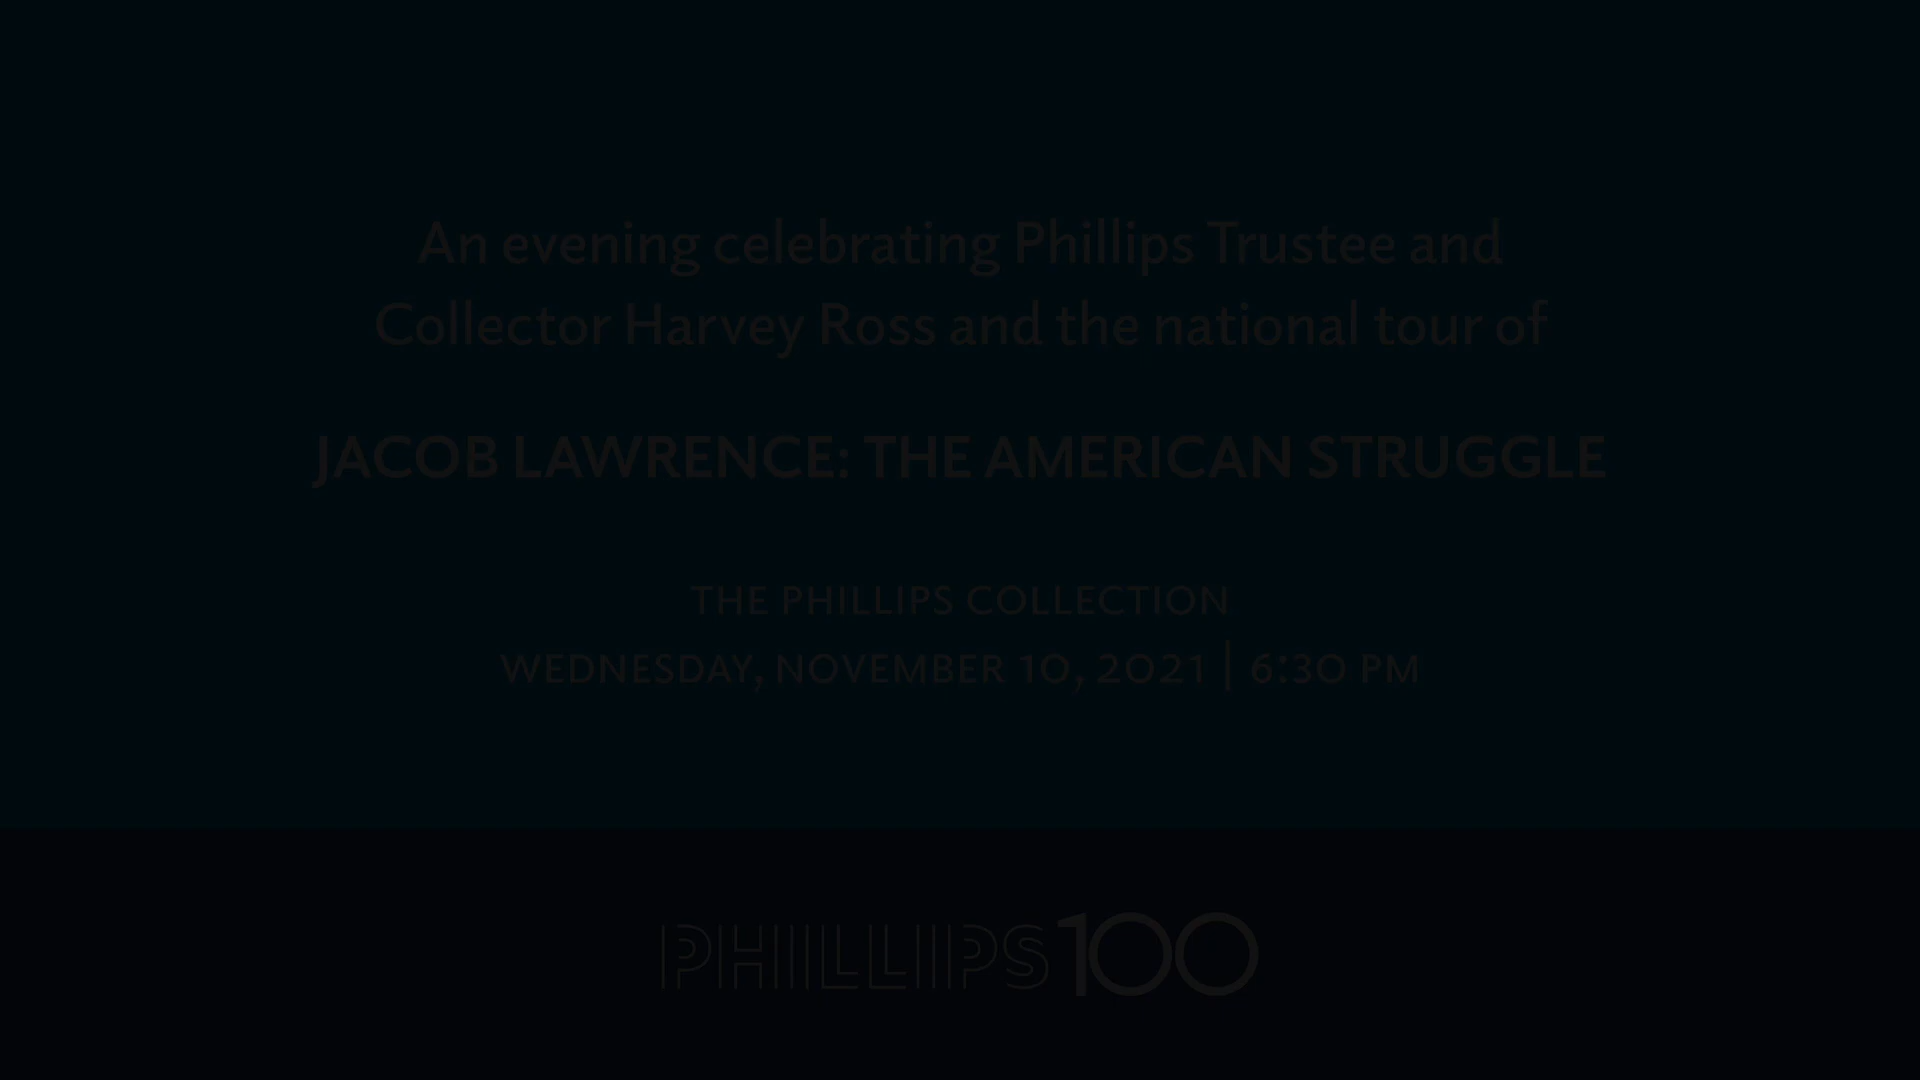 An evening celebrating Phillips Trustee and
Collector Harvey Ross and the national tour of
JACOB LAWRENCE: THE AMERICAN STRUGGLE
THE PHILLIPS COLLECTION
WEDNESDAY, NOVEMBER 10, 2021 | 6:30 PM
PHILLIPS100